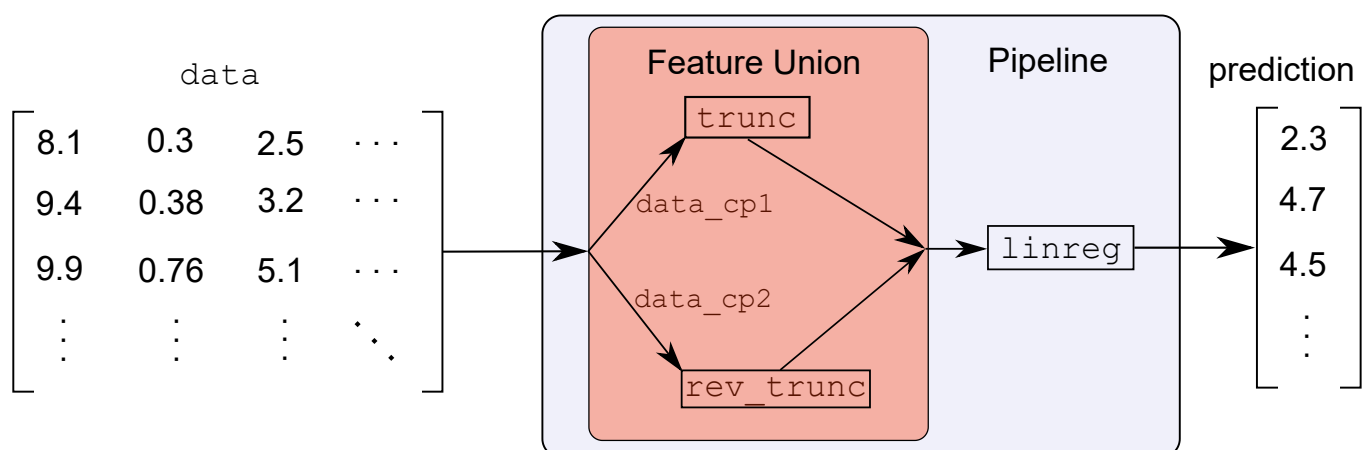 data
8.1 0.3 2.5 ...
9.4 0.38 3.2 ...
9.9 0.76 5.1 ...
Feature Union
trunc
data_cp1
data_cp2
rev_trunc
Pipeline
linreg
prediction
2.3
4.7
4.5